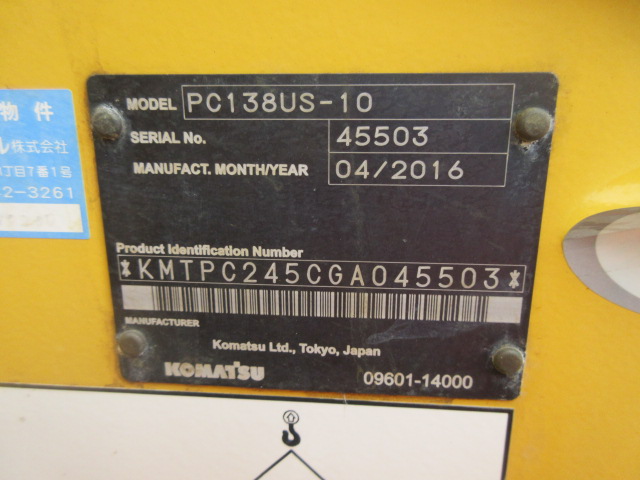 MODEL PC138US-10
SERIAL No. 45503
MANUFACT. MONTH/YEAR 04/2016
Product Identification Number
*KMTPC245CGA045503*
MANUFACTURER
Komatsu Ltd., Tokyo, Japan
KOMATSU
09601-14000
物件
ル株式会社
丁目7番1号
2-3261